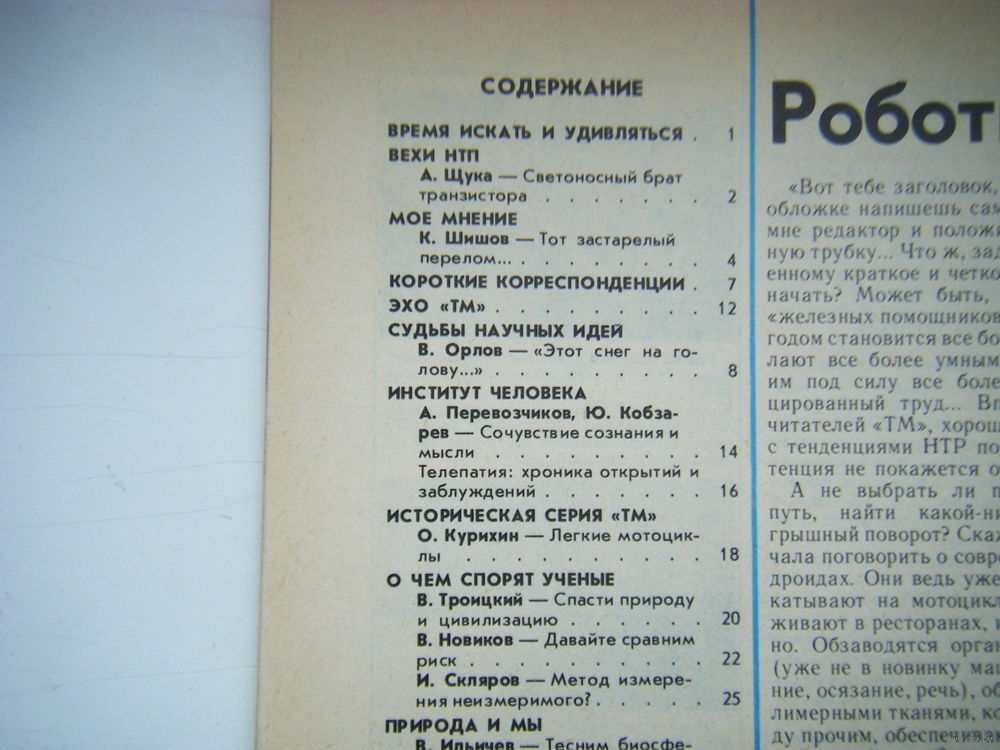 СОДЕРЖАНИЕ
ВРЕМЯ ИСКАТЬ И УДИВЛЯТЬСЯ . 1
ВЕХИ НТП
А. Щука — Светоносный брат
транзистора . . . . . . . 2
МОЕ МНЕНИЕ
К. Шишов — Тот застарелый
перелом... . . . . . . . . 4
КОРОТКИЕ КОРРЕСПОНДЕНЦИИ . 7
ЭХО «ТМ» . . . . . . . . . 12
СУДЬБЫ НАУЧНЫХ ИДЕЙ
В. Орлов — «Этот снег на го-
лову...» . . . . . . . . . 8
ИНСТИТУТ ЧЕЛОВЕКА
А. Перевозчиков, Ю. Кобза-
рев — Сочувствие сознания и
мысли . . . . . . . . . . 14
Телепатия: хроника открытий и
заблуждений . . . . . . . 16
ИСТОРИЧЕСКАЯ СЕРИЯ «ТМ»
О. Курихин — Легкие мотоцик-
лы . . . . . . . . . . . 18
О ЧЕМ СПОРЯТ УЧЕНЫЕ
В. Троицкий — Спасти природу
и цивилизацию . . . . . . 20
В. Новиков — Давайте сравним
риск . . . . . . . . . . 22
И. Скляров — Метод измере-
ния неизмеримого? . . . . . 25
ПРИРОДА И МЫ
В. Ильичев — Тесним биосфе-
Робот
«Вот тебе заголовок,
обложке напишешь сам
мне редактор и положи
ную трубку... Что ж, зад
енному краткое и четко
начать? Может быть,
«железных помощников
годом становится все бо
лают все более умным
им под силу все боле
цированный труд... Вп
читателей «ТМ», хорош
с тенденциями НТР по
тенция не покажется о
А не выбрать ли п
путь, найти какой-ни
грышный поворот? Ска
чала поговорить о совре
дроидах. Они ведь уже
катывают на мотоцикл
живают в ресторанах,
но. Обзаводятся орган
(уже не в новинку ма
ние, осязание, речь), об
лимерными тканями, ко
ду прочим, обеспечива